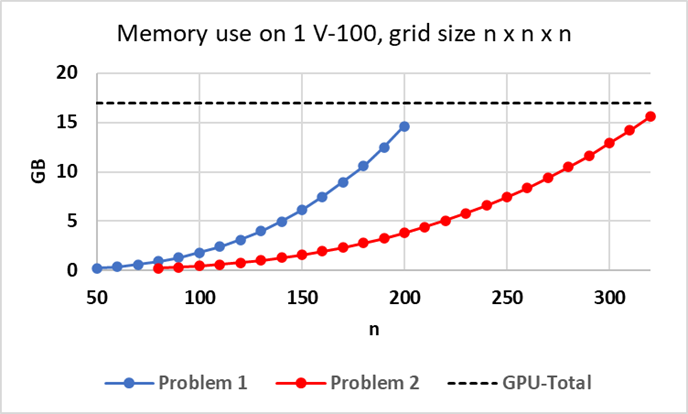 Memory use on 1 V-100, grid size n x n x n
20
15
10
5
0
GB
50 100 150 200 250 300
n
Problem 1 Problem 2 GPU-Total